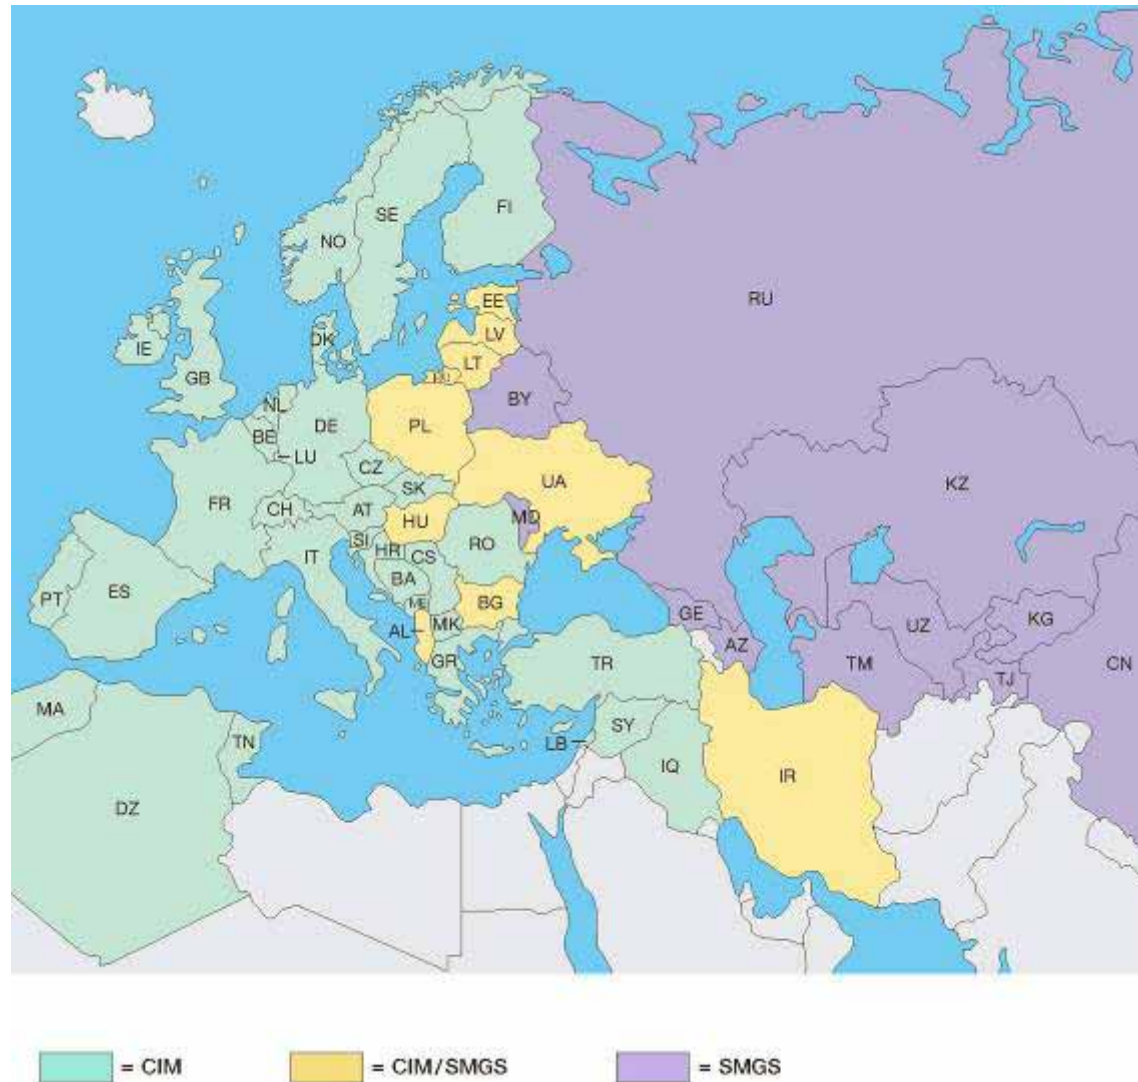 FI
SE
NO
RU
EE
LV
DK
IE
LT
GB
BY
NL
DE
PL
BE
LU
CZ
UA
KZ
SK
FR
CH
AT
HU
MD
SI
RO
HR
CS
IT
BA
PT
ES
ME
BG
GE
UZ
KG
AL
MK
AZ
GR
TR
TM
TJ
CN
MA
SY
TN
LB
IQ
IR
DZ
= CIM
= CIM/SMGS
= SMGS